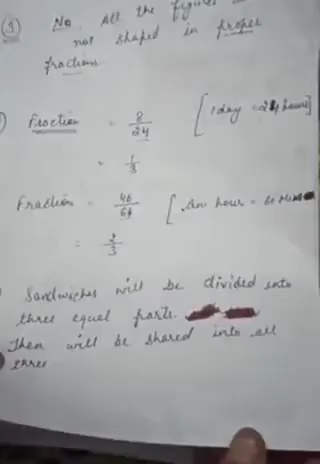 No. All the figures
not shaped in proper
fractions
Fraction = 8/24 [1 day = 24 hours]
= 1/3
Fraction = 40/60 [An hour = 60
= 2/3
Sandwiches will be divided into
three equal parts.
Then will be shared into all
three